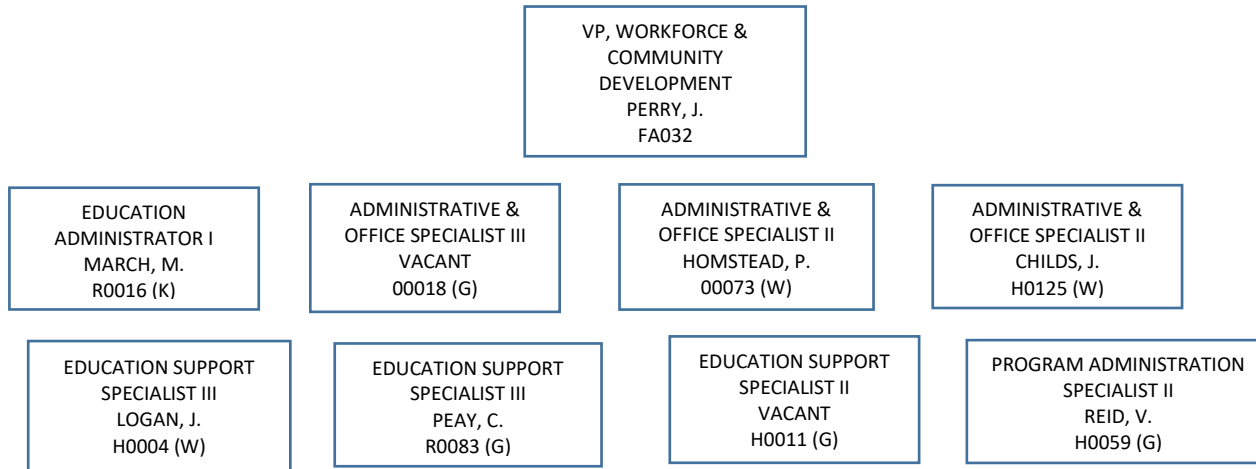 VP, WORKFORCE &
COMMUNITY
DEVELOPMENT
PERRY, J.
FA032
EDUCATION
ADMINISTRATOR I
MARCH, M.
R0016 (K)
ADMINISTRATIVE &
OFFICE SPECIALIST III
VACANT
00018 (G)
ADMINISTRATIVE &
OFFICE SPECIALIST II
HOMSTEAD, P.
00073 (W)
ADMINISTRATIVE &
OFFICE SPECIALIST II
CHILDS, J.
H0125 (W)
EDUCATION SUPPORT
SPECIALIST III
LOGAN, J.
H0004 (W)
EDUCATION SUPPORT
SPECIALIST III
PEAY, C.
R0083 (G)
EDUCATION SUPPORT
SPECIALIST II
VACANT
H0011 (G)
PROGRAM ADMINISTRATION
SPECIALIST II
REID, V.
H0059 (G)